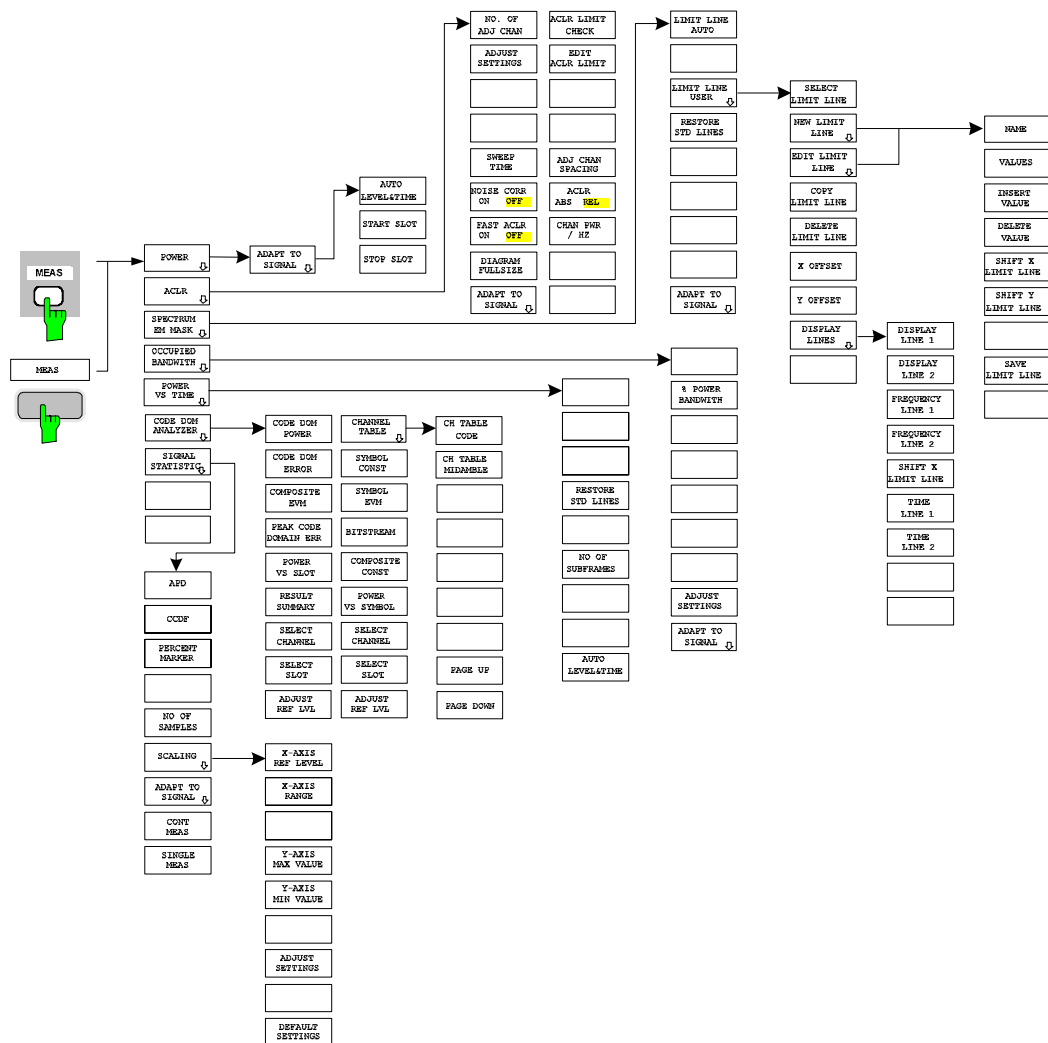 MEAS
MEAS
POWER
ACLR
SPECTRUM
EM MASK
OCCUPIED
BANDWITH
POWER
VS TIME
CODE DOM
ANALYZER
SIGNAL
STATISTIC
APD
CCDF
PERCENT
MARKER
NO OF
SAMPLES
SCALING
ADAPT TO
SIGNAL
CONT
MEAS
SINGLE
MEAS
ADAPT TO
SIGNAL
AUTO
LEVEL&TIME
START SLOT
STOP SLOT
NO. OF
ADJ CHAN
ADJUST
SETTINGS
SWEEP
TIME
NOISE CORR
ON OFF
FAST ACLR
ON OFF
DIAGRAM
FULLSIZE
ADAPT TO
SIGNAL
ACLR LIMIT
CHECK
EDIT
ACLR LIMIT
ADJ CHAN
SPACING
ACLR
ABS REL
CHAN PWR
/ HZ
LIMIT LINE
AUTO
LIMIT LINE
USER
RESTORE
STD LINES
ADAPT TO
SIGNAL
SELECT
LIMIT LINE
NEW LIMIT
LINE
EDIT LIMIT
LINE
COPY
LIMIT LINE
DELETE
LIMIT LINE
X OFFSET
Y OFFSET
DISPLAY
LINES
NAME
VALUES
INSERT
VALUE
DELETE
VALUE
SHIFT X
LIMIT LINE
SHIFT Y
LIMIT LINE
SAVE
LIMIT LINE
DISPLAY
LINE 1
DISPLAY
LINE 2
FREQUENCY
LINE 1
FREQUENCY
LINE 2
SHIFT X
LIMIT LINE
TIME
LINE 1
TIME
LINE 2
% POWER
BANDWITH
ADJUST
SETTINGS
ADAPT TO
SIGNAL
RESTORE
STD LINES
NO OF
SUBFRAMES
AUTO
LEVEL&TIME
CODE DOM
POWER
CODE DOM
ERROR
COMPOSITE
EVM
PEAK CODE
DOMAIN ERR
POWER
VS SLOT
RESULT
SUMMARY
SELECT
CHANNEL
SELECT
SLOT
ADJUST
REF LVL
CHANNEL
TABLE
SYMBOL
CONST
SYMBOL
EVM
BITSTREAM
COMPOSITE
CONST
POWER
VS SYMBOL
SELECT
CHANNEL
SELECT
SLOT
ADJUST
REF LVL
CH TABLE
CODE
CH TABLE
MIDAMBLE
PAGE UP
PAGE DOWN
X-AXIS
REF LEVEL
X-AXIS
RANGE
Y-AXIS
MAX VALUE
Y-AXIS
MIN VALUE
ADJUST
SETTINGS
DEFAULT
SETTINGS